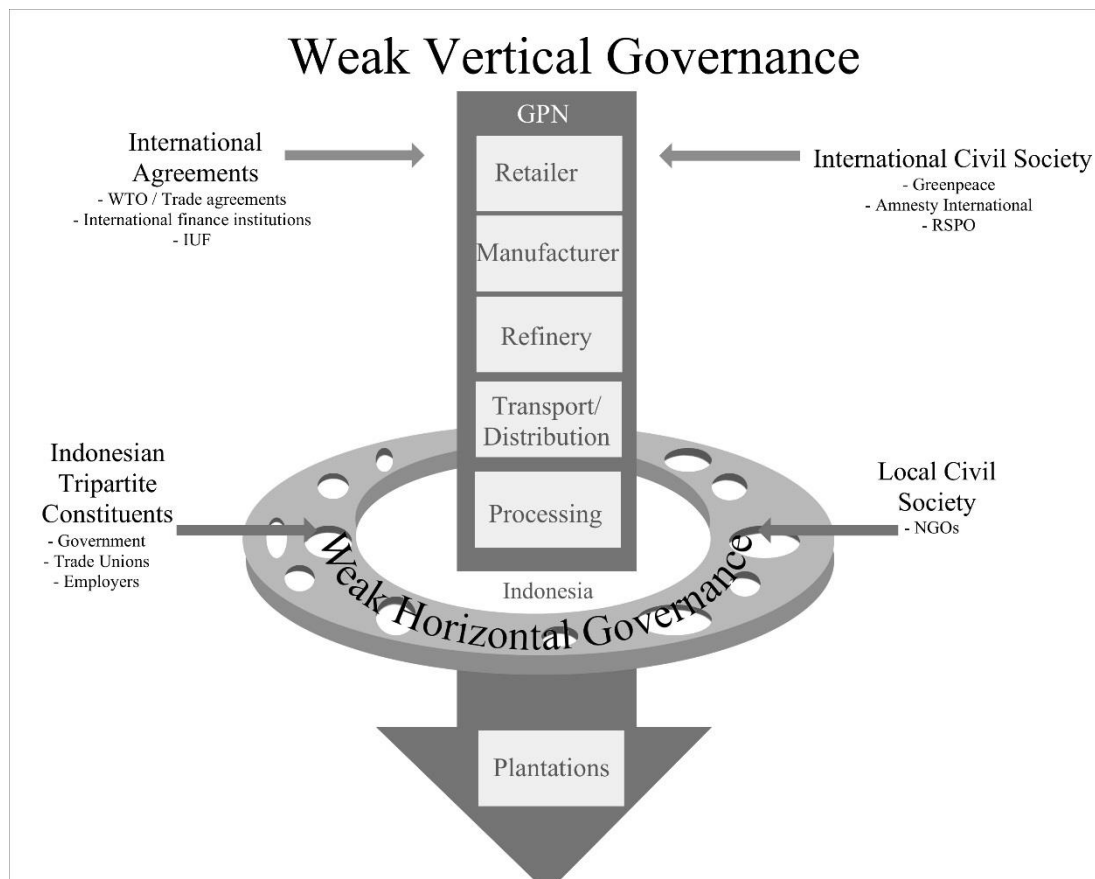 Weak Vertical Governance
GPN
International
Agreements
- WTO / Trade agreements
- International finance institutions
- IUF
Retailer
International Civil Society
- Greenpeace
- Amnesty International
- RSPO
Manufacturer
Refinery
Transport/
Distribution
Indonesian
Tripartite
Constituents
- Government
- Trade Unions
- Employers
Processing
Local Civil
Society
- NGOs
Indonesia
Weak Horizontal Governance
Plantations